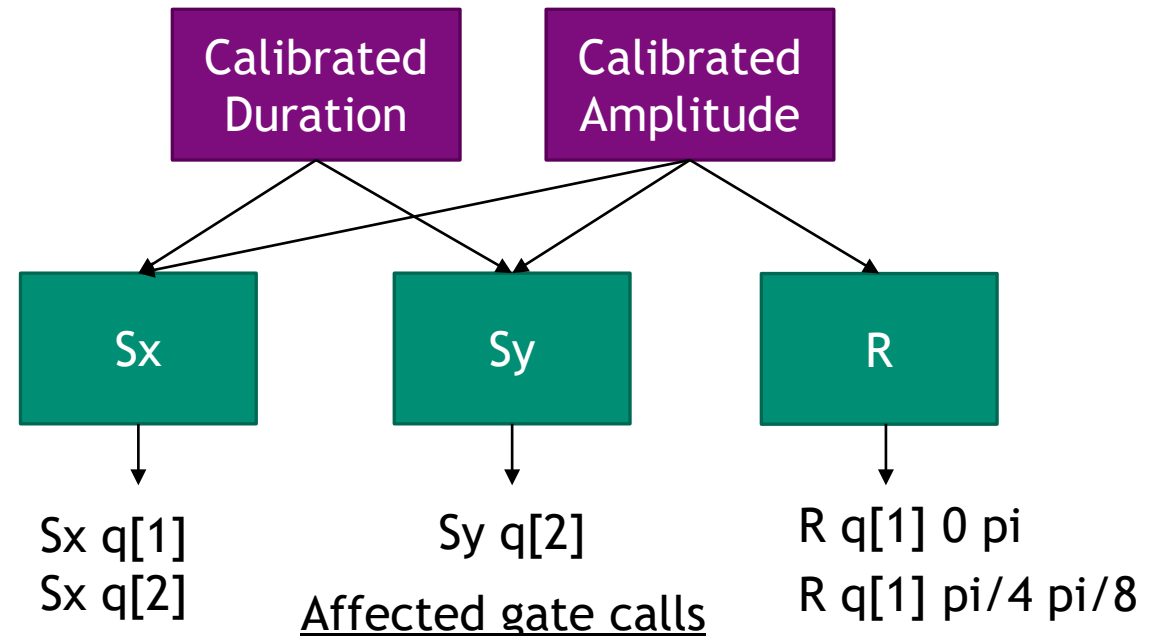 Calibrated
Duration
Calibrated
Amplitude
Sx
Sy
R
Sx q[1]
Sx q[2]
Sy q[2]
R q[1] 0 pi
R q[1] pi/4 pi/8
Affected gate calls